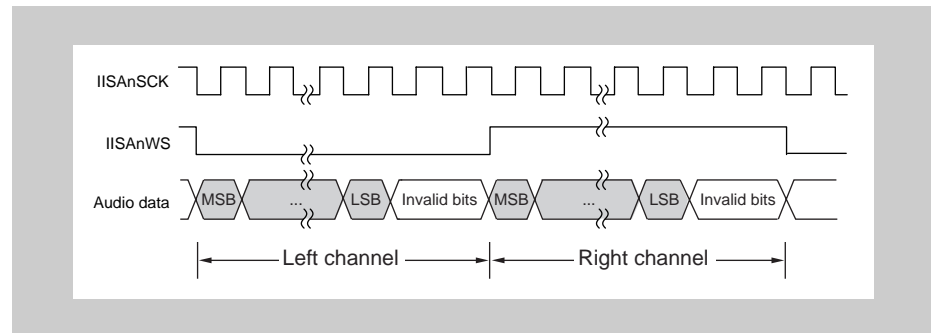 IISAnSCK
IISAnWS
Audio data MSB ... LSB Invalid bits MSB ... LSB Invalid bits
Left channel Right channel